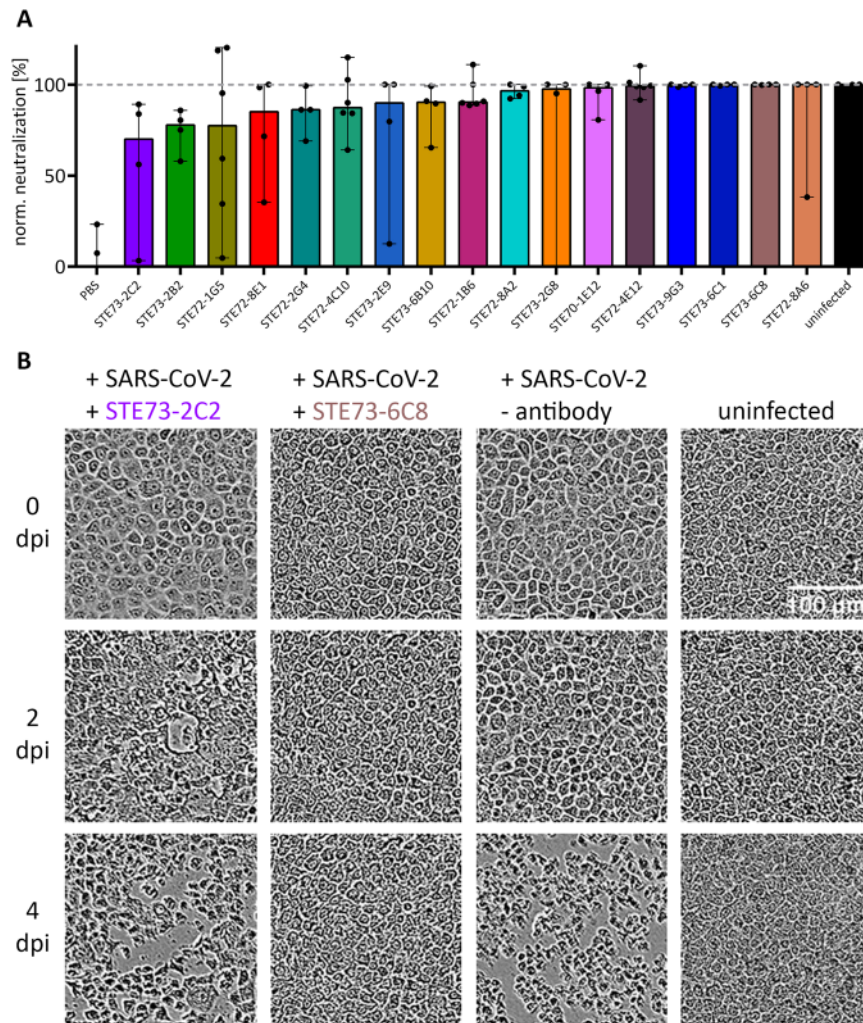 A
norm. neutralization [%]
100
50
0
PBS
STE73-2C2
STE73-2B2
STE72-1G5
STE72-8E1
STE72-2G4
STE72-4C10
STE73-2E9
STE73-6B10
STE72-1B6
STE72-8A2
STE73-2G8
STE70-1E12
STE72-4E12
STE73-9G3
STE73-6C1
STE73-6C8
STE72-8A6
uninfected
B
+ SARS-CoV-2
+ STE73-2C2
+ SARS-CoV-2
+ STE73-6C8
+ SARS-CoV-2
- antibody
uninfected
0
dpi
100 µm
2
dpi
4
dpi